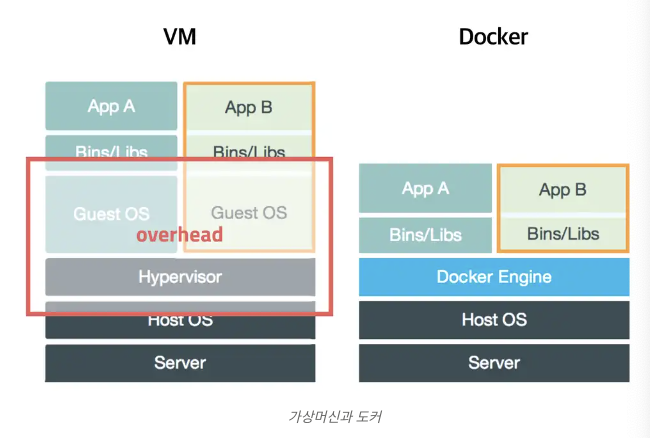 VM
Docker
App A
App B
Bins/Libs
Bins/Libs
Guest OS
Guest OS
overhead
Hypervisor
Host OS
Server
App A
App B
Bins/Libs
Bins/Libs
Docker Engine
Host OS
Server
가상머신과 도커